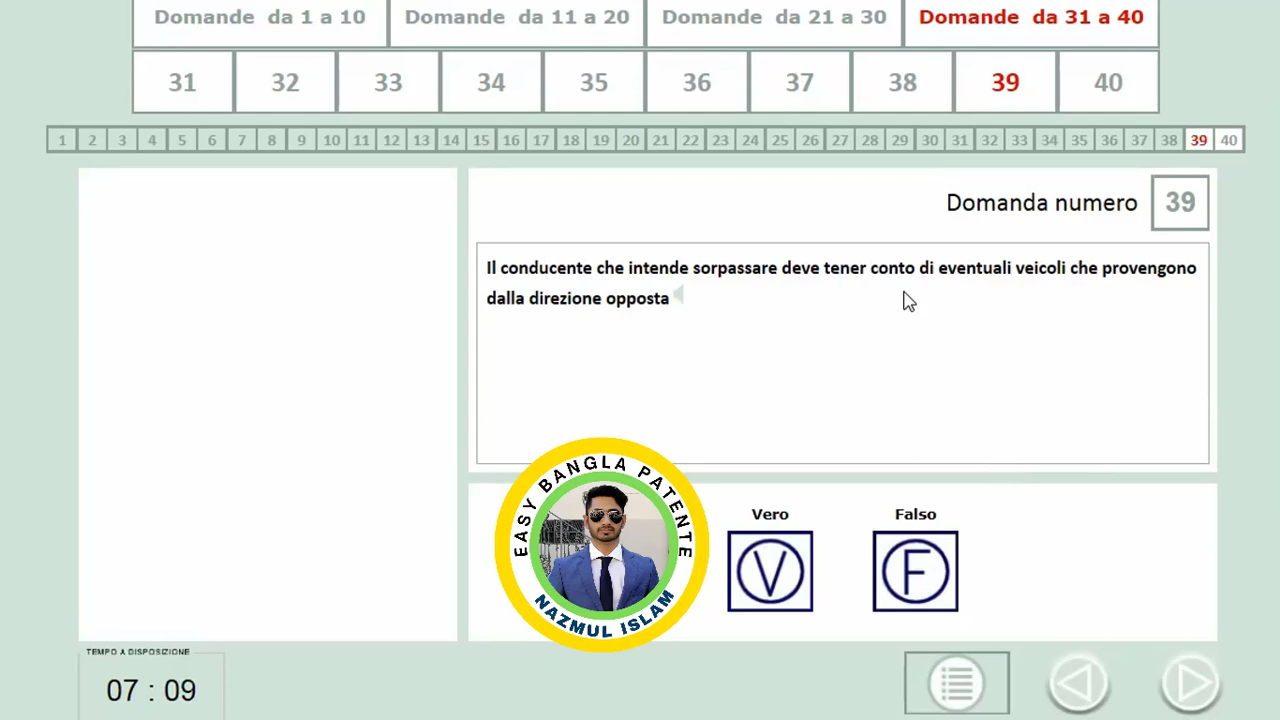 Domande da 1 a 10 Domande da 11 a 20 Domande da 21 a 30 Domande da 31 a 40
31 32 33 34 35 36 37 38 39 40
1 2 3 4 5 6 7 8 9 10 11 12 13 14 15 16 17 18 19 20 21 22 23 24 25 26 27 28 29 30 31 32 33 34 35 36 37 38 39 40
Domanda numero 39
Il conducente che intende sorpassare deve tener conto di eventuali veicoli che provengono
dalla direzione opposta
EASY BANGLA PATENTE
NAZMUL ISLAM
Vero Falso
V F
TEMPO A DISPOSIZIONE
07 : 09